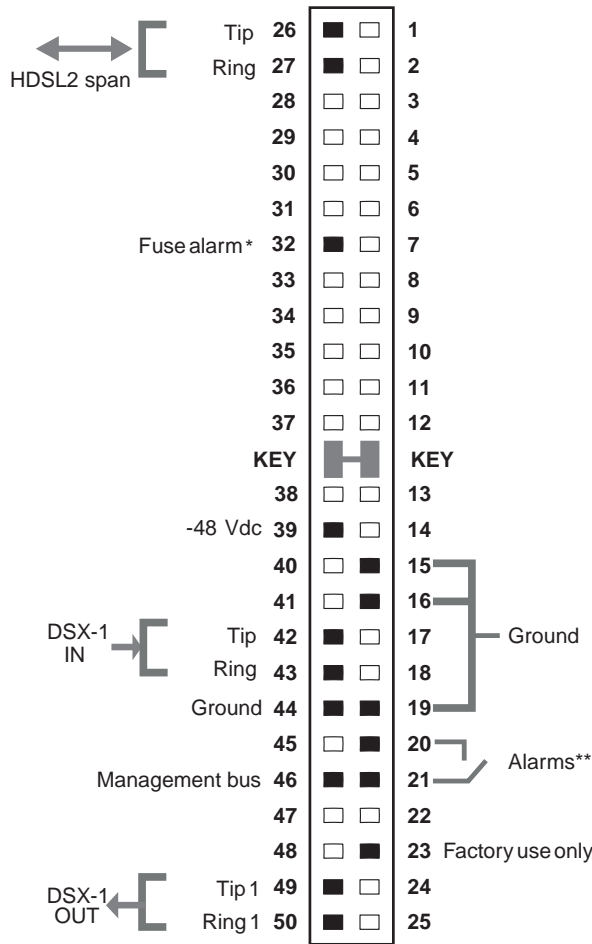 Tip 26 1
HDSL2 span Ring 27 2
28 3
29 4
30 5
31 6
Fuse alarm * 32 7
33 8
34 9
35 10
36 11
37 12
KEY KEY
38 13
-48 Vdc 39 14
40 15
41 16
DSX-1
IN
Tip 42 17
Ground
Ring 43 18
Ground 44 19
45 20
Alarms**
Management bus 46 21
47 22
48 23 Factory use only
DSX-1
OUT
Tip 1 49 24
Ring 1 50 25